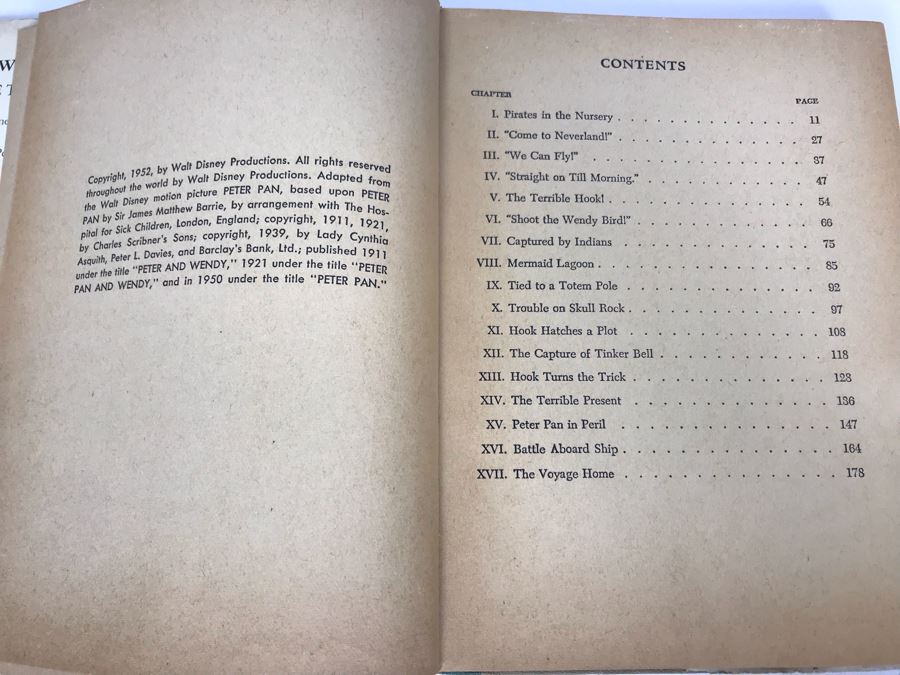 Copyright, 1952, by Walt Disney Productions. All rights reserved
throughout the world by Walt Disney Productions. Adapted from
the Walt Disney motion picture PETER PAN, based upon PETER
PAN by Sir James Matthew Barrie, by arrangement with The Hos-
pital for Sick Children, London, England; copyright, 1911, 1921,
by Charles Scribner's Sons; copyright, 1939, by Lady Cynthia
Asquith, Peter L. Davies, and Barclay's Bank, Ltd.; published 1911
under the title "PETER AND WENDY," 1921 under the title "PETER
PAN AND WENDY," and in 1950 under the title "PETER PAN."
CONTENTS
CHAPTER PAGE
I. Pirates in the Nursery . . . . . . . . . . . . . 11
II. "Come to Neverland!" . . . . . . . . . . . . . 27
III. "We Can Fly!" . . . . . . . . . . . . . . . 37
IV. "Straight on Till Morning." . . . . . . . . . . . 47
V. The Terrible Hook! . . . . . . . . . . . . . . 54
VI. "Shoot the Wendy Bird!" . . . . . . . . . . . . 66
VII. Captured by Indians . . . . . . . . . . . . . 75
VIII. Mermaid Lagoon . . . . . . . . . . . . . . 85
IX. Tied to a Totem Pole . . . . . . . . . . . . . 92
X. Trouble on Skull Rock . . . . . . . . . . . . . 97
XI. Hook Hatches a Plot . . . . . . . . . . . . . 108
XII. The Capture of Tinker Bell . . . . . . . . . . . 118
XIII. Hook Turns the Trick . . . . . . . . . . . . . 123
XIV. The Terrible Present . . . . . . . . . . . . . 136
XV. Peter Pan in Peril . . . . . . . . . . . . . . 147
XVI. Battle Aboard Ship . . . . . . . . . . . . . . 164
XVII. The Voyage Home . . . . . . . . . . . . . . 178